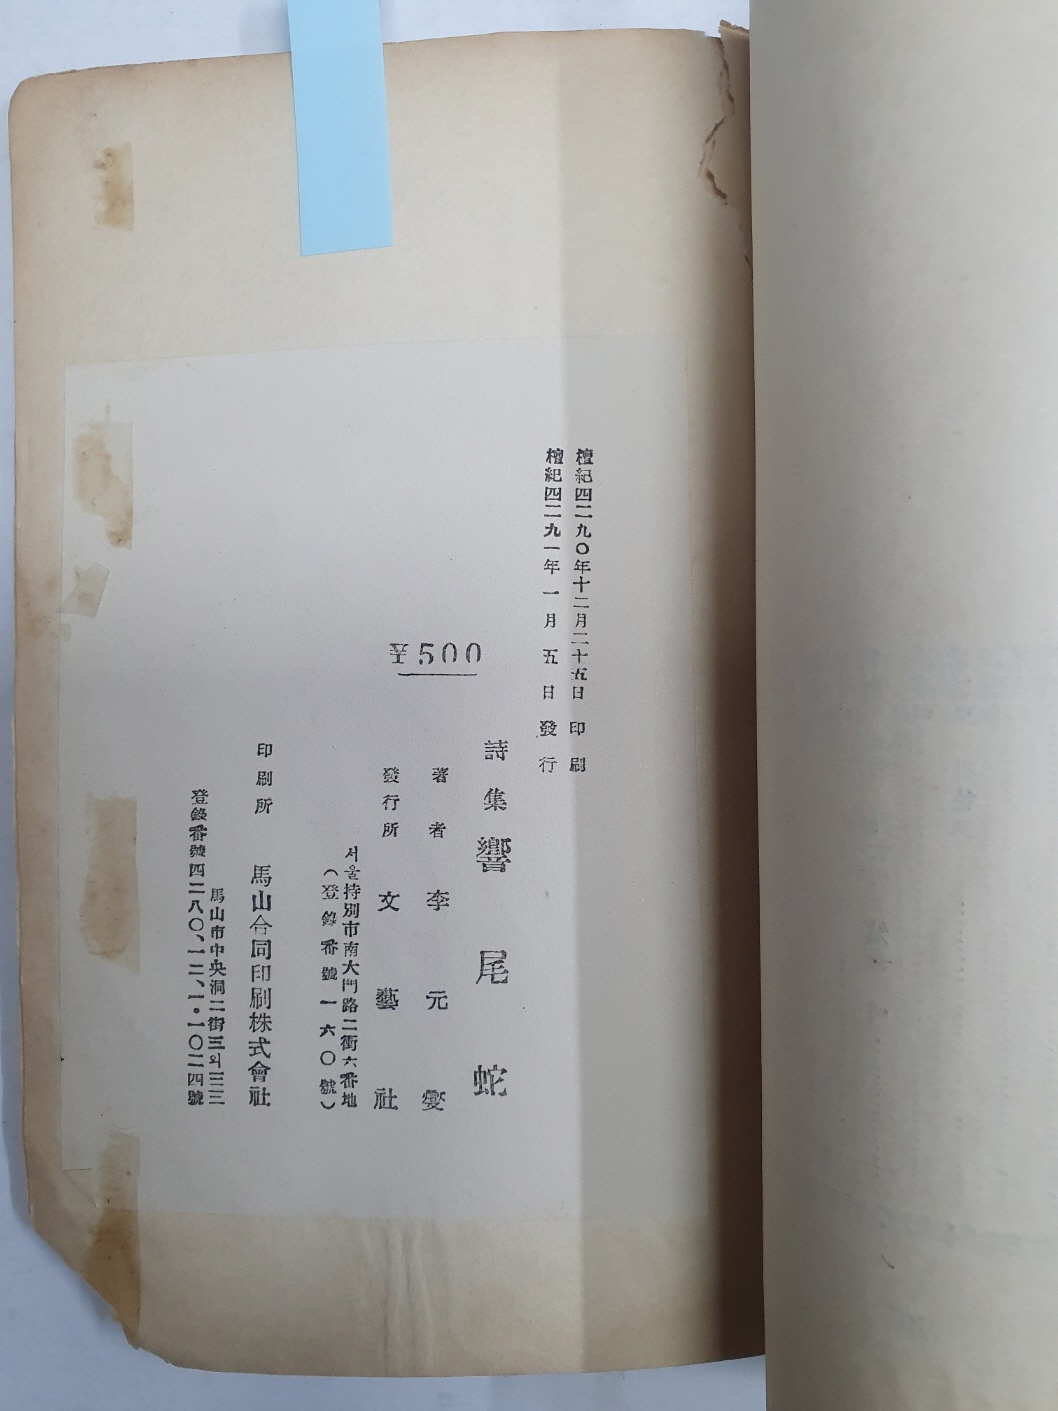 檀紀四二九〇年十二月二十五日 印刷
檀紀四二九一年一月五日 發行
詩集 響尾蛇
著者 李元燮
發行所 文藝社
서울特別市南大門路二街六番地
(登錄番號一六〇號)
¥500
印刷所 馬山合同印刷株式會社
馬山市中央洞二街三의三三
登錄番號四二八〇、一二、一·一〇二四號